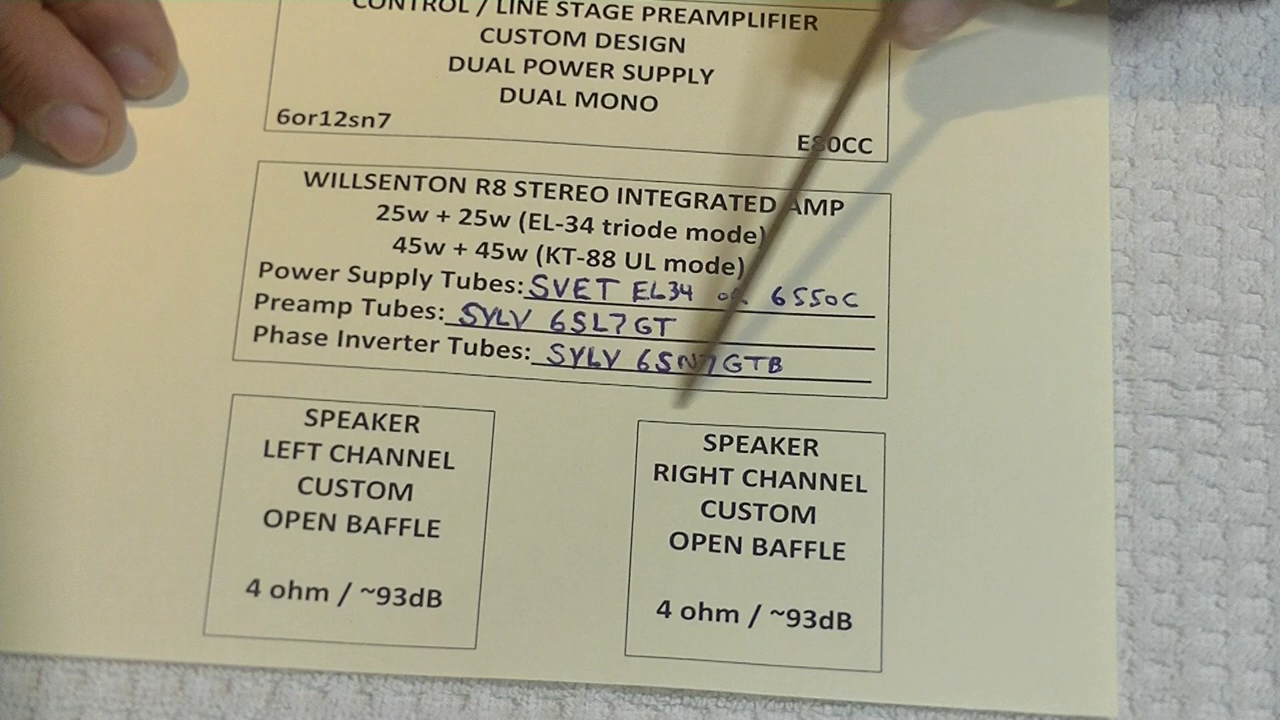 CONTROL / LINE STAGE PREAMPLIFIER
CUSTOM DESIGN
DUAL POWER SUPPLY
DUAL MONO
6or12sn7
E80CC
WILLSENTON R8 STEREO INTEGRATED AMP
25w + 25w (EL-34 triode mode)
45w + 45w (KT-88 UL mode)
Power Supply Tubes: SVET EL34 or 6550C
Preamp Tubes: SYLV 6SL7GT
Phase Inverter Tubes: SYLV 6SN7GTB
SPEAKER
LEFT CHANNEL
CUSTOM
OPEN BAFFLE
4 ohm / ~93dB
SPEAKER
RIGHT CHANNEL
CUSTOM
OPEN BAFFLE
4 ohm / ~93dB